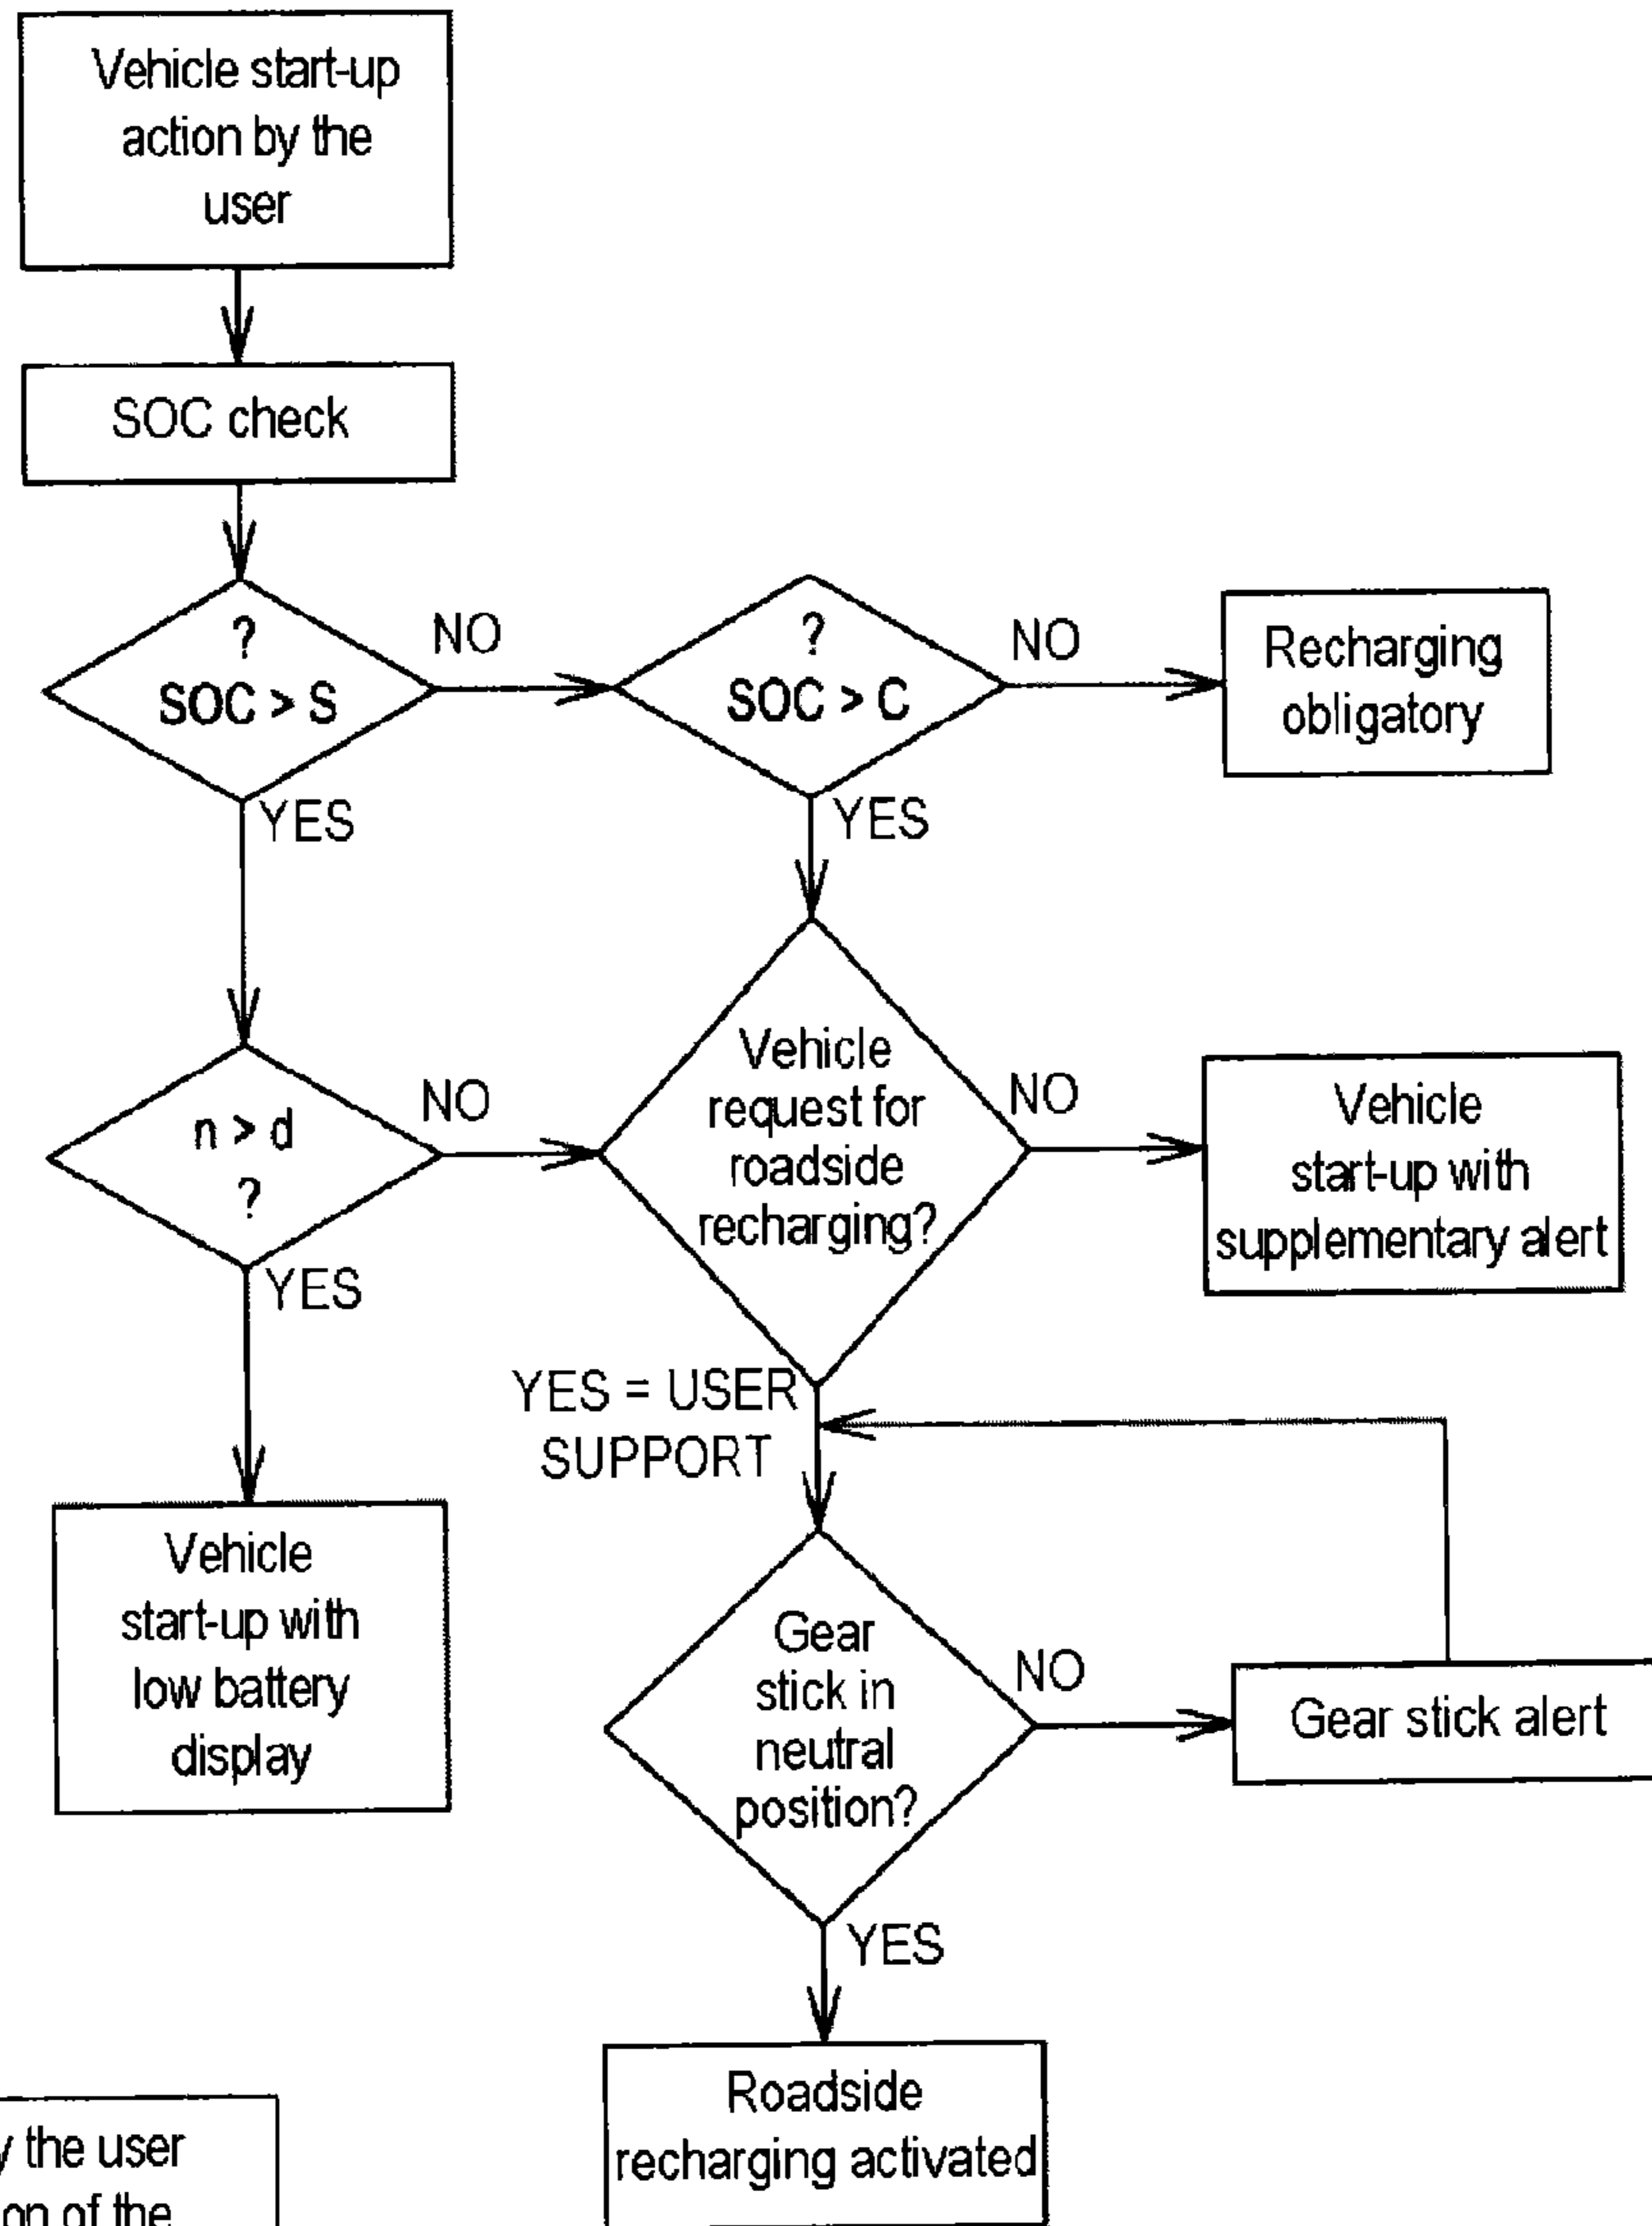 Vehicle start-up
action by the
user
SOC check
?
SOC > S
NO
YES
?
SOC > C
NO
YES
Recharging
obligatory
n > d
?
NO
YES
Vehicle
request for
roadside
recharging?
NO
YES = USER
SUPPORT
Vehicle
start-up with
supplementary alert
Vehicle
start-up with
low battery
display
Gear
stick in
neutral
position?
NO
YES
Gear stick alert
Roadside
recharging activated
the user
of the